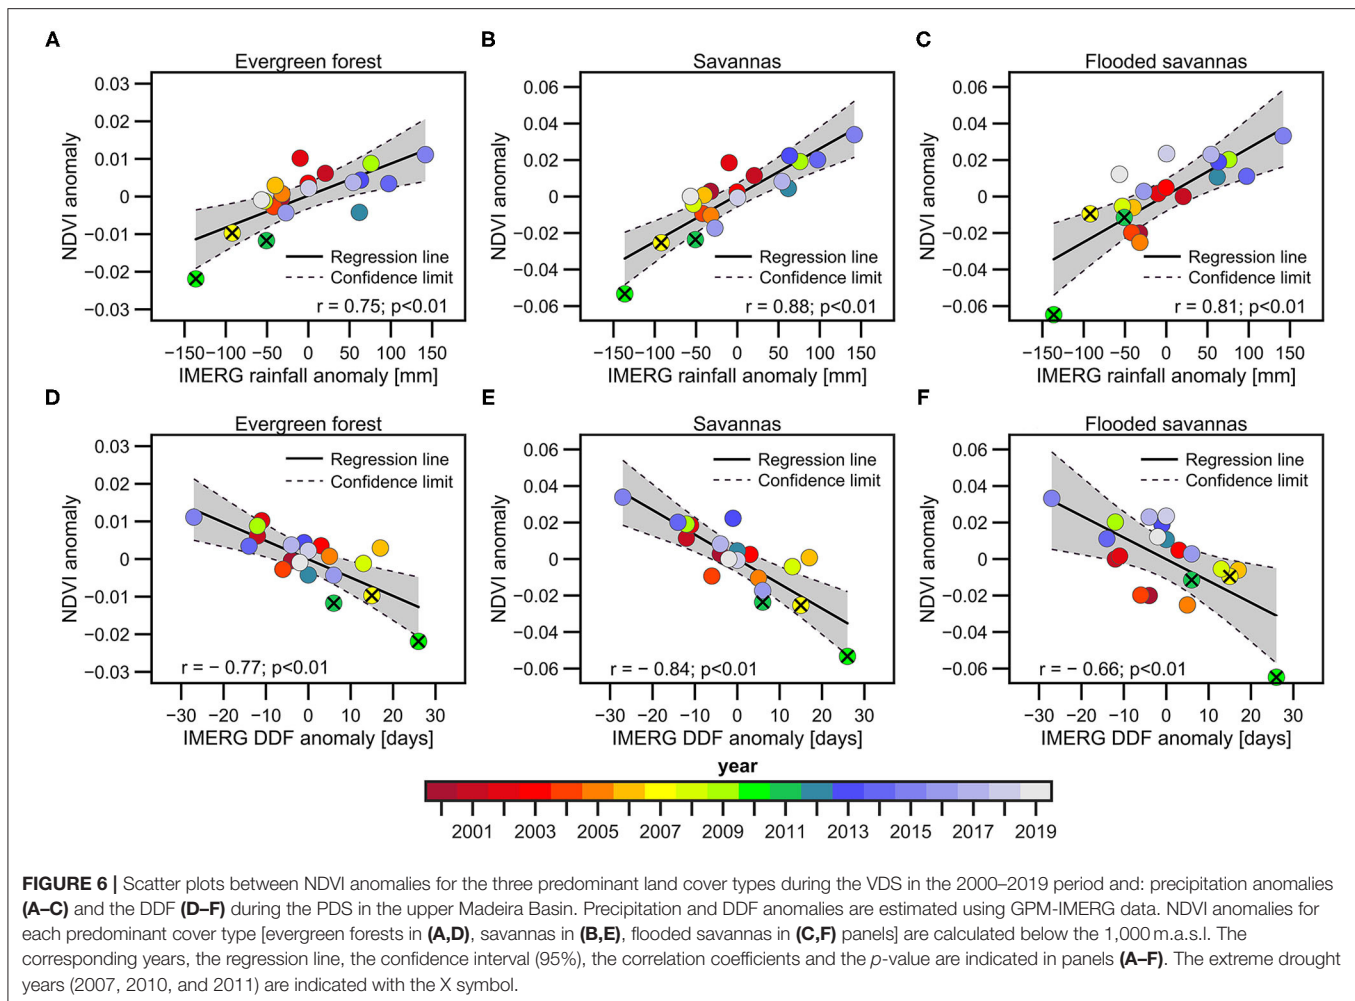 A
B
C
Evergreen forest
Savannas
Flooded savannas
NDVI anomaly
0.03
0.02
0.01
0
−0.01
−0.02
−0.03
Regression line
Confidence limit
r = 0.75; p<0.01
−150 −100 −50 0 50 100 150
IMERG rainfall anomaly [mm]
NDVI anomaly
0.06
0.04
0.02
0
−0.02
−0.04
−0.06
Regression line
Confidence limit
r = 0.88; p<0.01
−150 −100 −50 0 50 100 150
IMERG rainfall anomaly [mm]
NDVI anomaly
0.06
0.04
0.02
0
−0.02
−0.04
−0.06
Regression line
Confidence limit
r = 0.81; p<0.01
−150 −100 −50 0 50 100 150
IMERG rainfall anomaly [mm]
D
E
F
Evergreen forest
Savannas
Flooded savannas
NDVI anomaly
0.03
0.02
0.01
0
−0.01
−0.02
−0.03
Regression line
Confidence limit
r = − 0.77; p<0.01
−30 −20 −10 0 10 20 30
IMERG DDF anomaly [days]
NDVI anomaly
0.06
0.04
0.02
0
−0.02
−0.04
−0.06
Regression line
Confidence limit
r = − 0.84; p<0.01
−30 −20 −10 0 10 20 30
IMERG DDF anomaly [days]
NDVI anomaly
0.06
0.04
0.02
0
−0.02
−0.04
−0.06
Regression line
Confidence limit
r = − 0.66; p<0.01
−30 −20 −10 0 10 20 30
IMERG DDF anomaly [days]
year
2001 2003 2005 2007 2009 2011 2013 2015 2017 2019
FIGURE 6 | Scatter plots between NDVI anomalies for the three predominant land cover types during the VDS in the 2000–2019 period and: precipitation anomalies
(A–C) and the DDF (D–F) during the PDS in the upper Madeira Basin. Precipitation and DDF anomalies are estimated using GPM-IMERG data. NDVI anomalies for
each predominant cover type [evergreen forests in (A,D), savannas in (B,E), flooded savannas in (C,F) panels] are calculated below the 1,000 m.a.s.l. The
corresponding years, the regression line, the confidence interval (95%), the correlation coefficients and the p-value are indicated in panels (A–F). The extreme drought
years (2007, 2010, and 2011) are indicated with the X symbol.